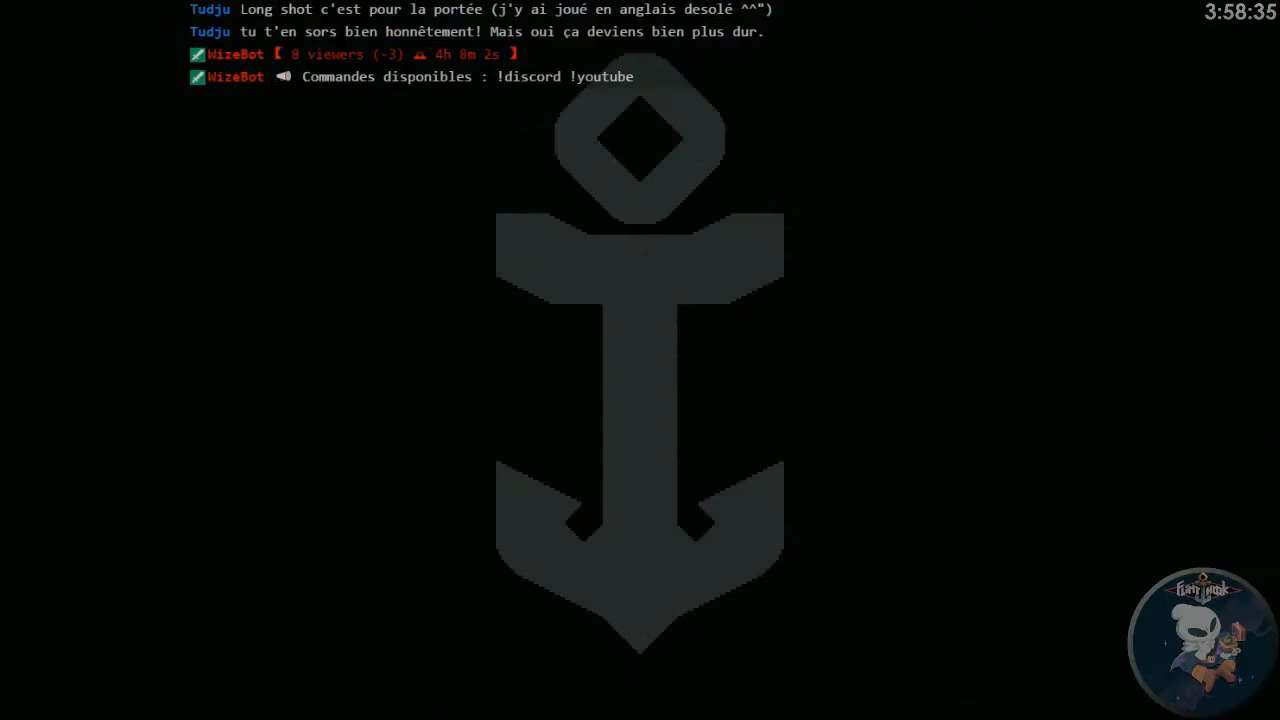 Tudju Long shot c'est pour la portée (j'y ai joué en anglais desolé ^^")
3:58:35
Tudju tu t'en sors bien honnêtement! Mais oui ça deviens bien plus dur.
WizeBot 【 8 viewers (-3) 4h 8m 2s 】
WizeBot Commandes disponibles : !discord !youtube
FLINTHOOK